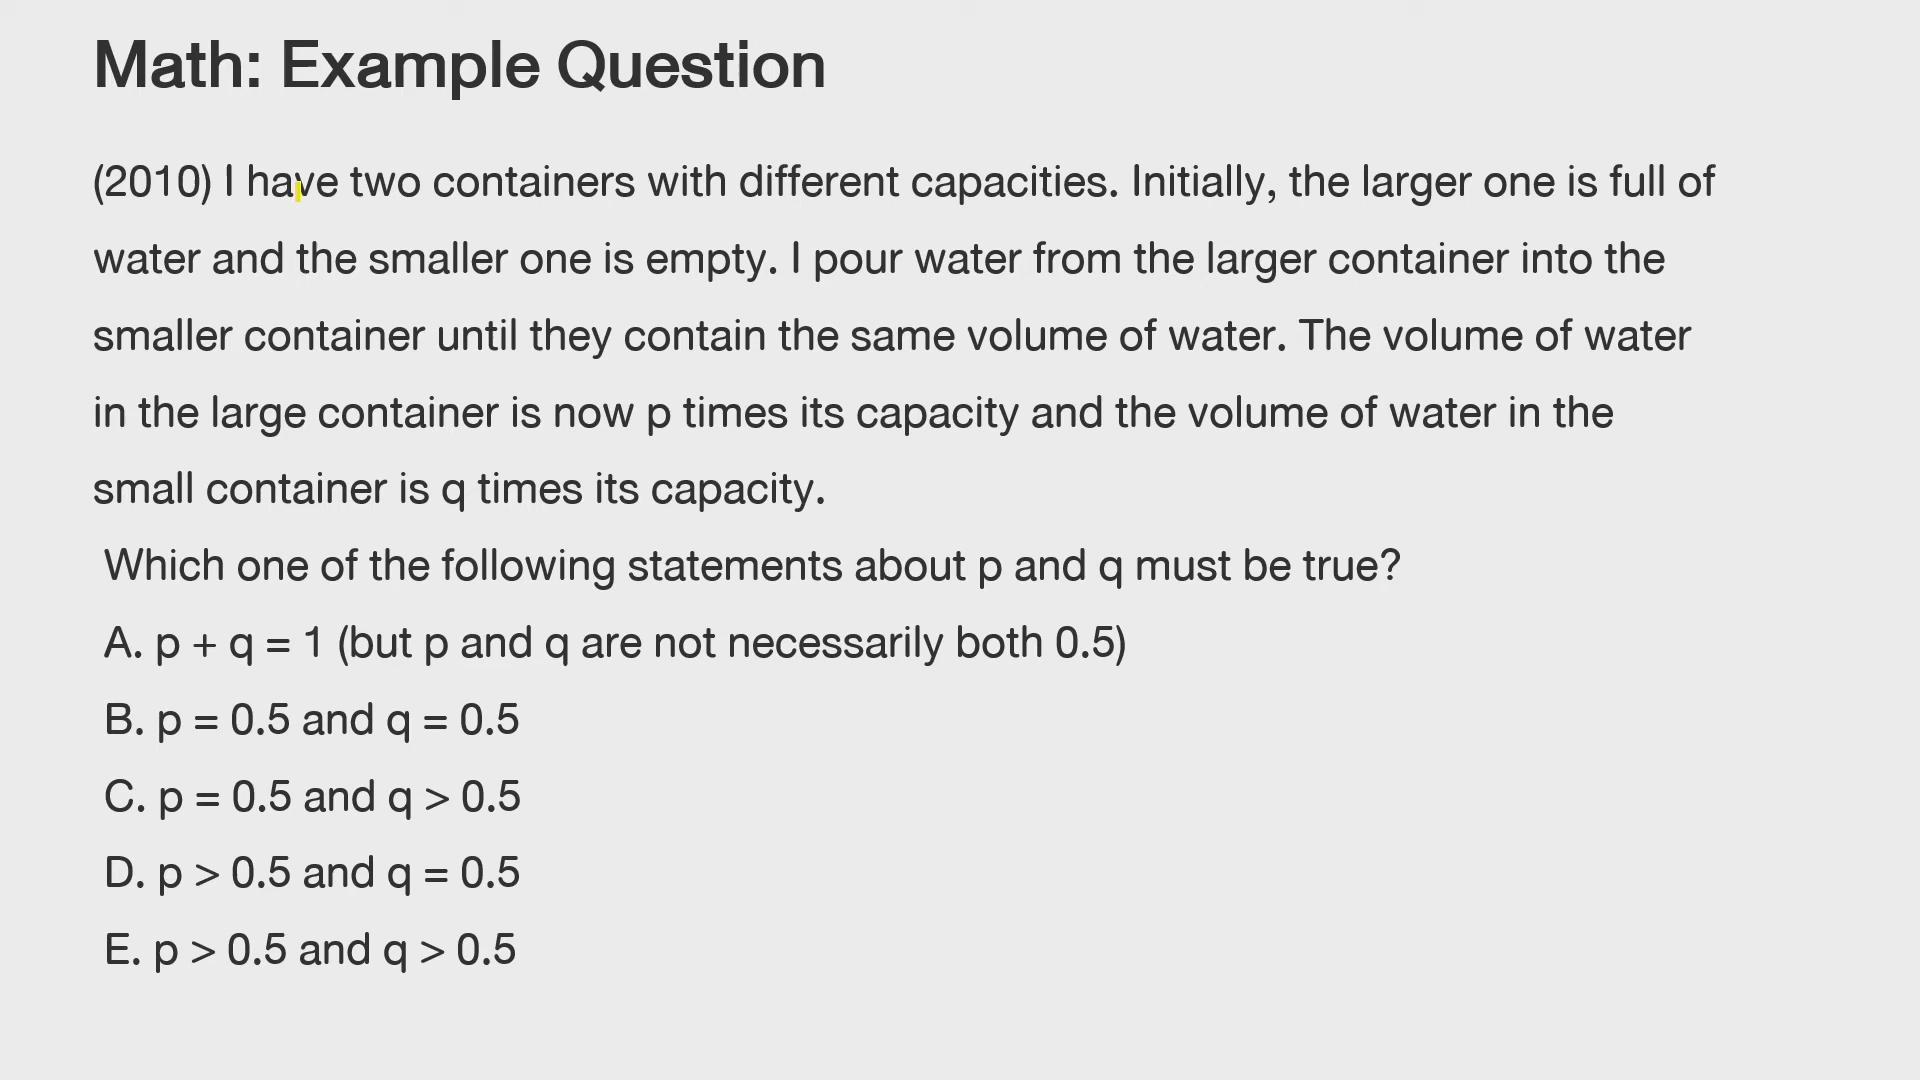 Math: Example Question
(2010) I have two containers with different capacities. Initially, the larger one is full of
water and the smaller one is empty. I pour water from the larger container into the
smaller container until they contain the same volume of water. The volume of water
in the large container is now p times its capacity and the volume of water in the
small container is q times its capacity.
Which one of the following statements about p and q must be true?
A. p + q = 1 (but p and q are not necessarily both 0.5)
B. p = 0.5 and q = 0.5
C. p = 0.5 and q > 0.5
D. p > 0.5 and q = 0.5
E. p > 0.5 and q > 0.5